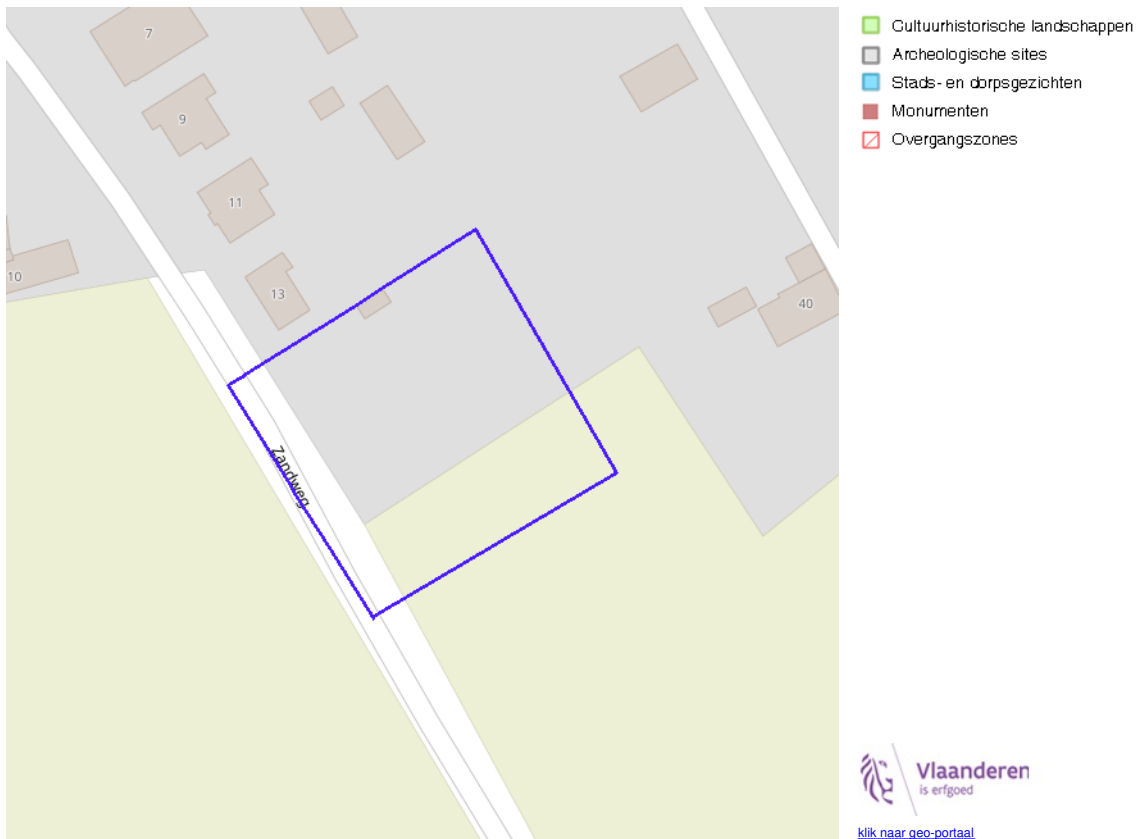 7
9
11
10
13
40
Zandweg
Cultuurhistorische landschappen
Archeologische sites
Stads- en dorpsgezichten
Monumenten
Overgangszones
Vlaanderen
is erfgoed
klik naar geo-portaal